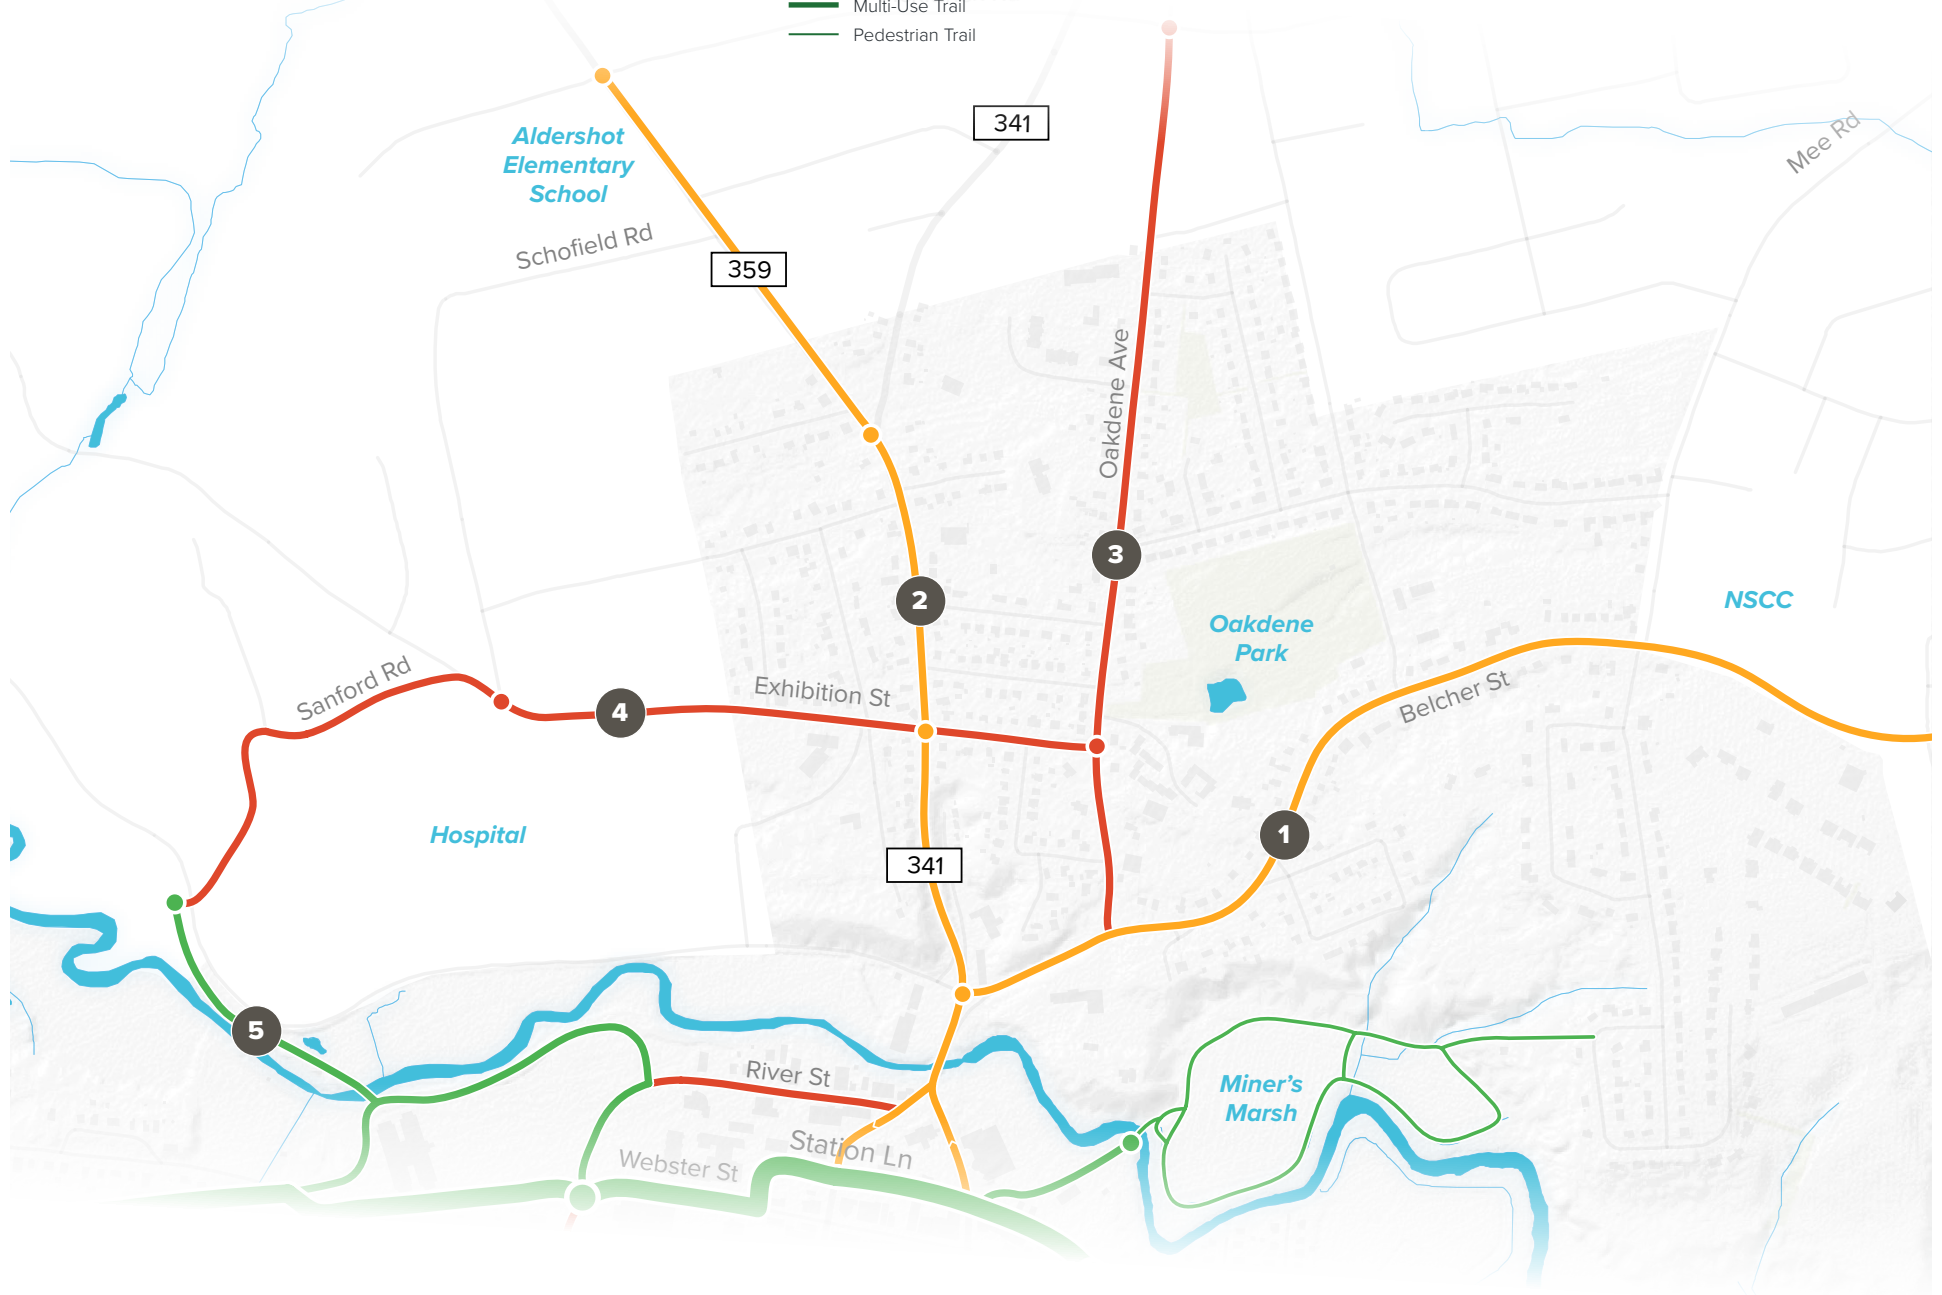 Multi-Use Trail
Pedestrian Trail
341
Mee Rd
Aldershot
Elementary
School
Schofield Rd
359
Oakdene Ave
3
2
NSCC
Oakdene
Park
Sanford Rd
4
Exhibition St
Belcher St
Hospital
1
341
5
River St
Miner's
Marsh
Station Ln
Webster St